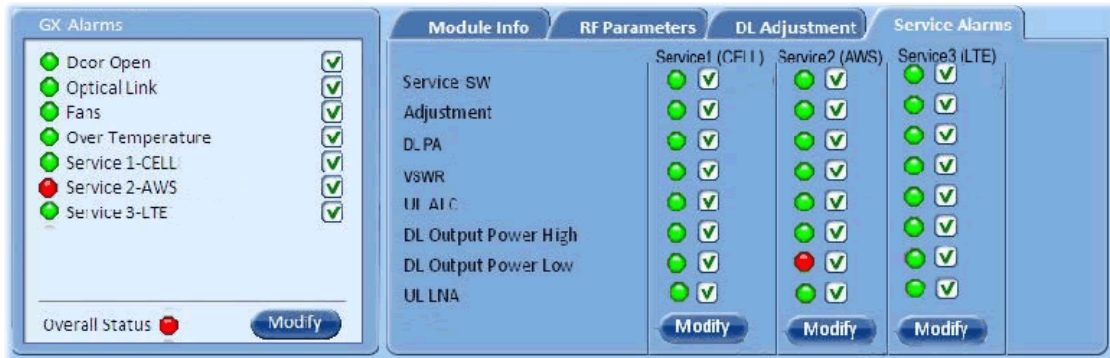 GX Alarms
Door Open
Optical Link
Fans
Over Temperature
Service 1-CELL
Service 2-AWS
Service 3-LTE
Overall Status
Modify
Module Info
RF Parameters
DL Adjustment
Service Alarms
Service1 (CELL) Service2 (AWS) Service3 (LTE)
Service SW
Adjustment
DL PA
VSWR
UL ALC
DL Output Power High
DL Output Power Low
UL LNA
Modify Modify Modify